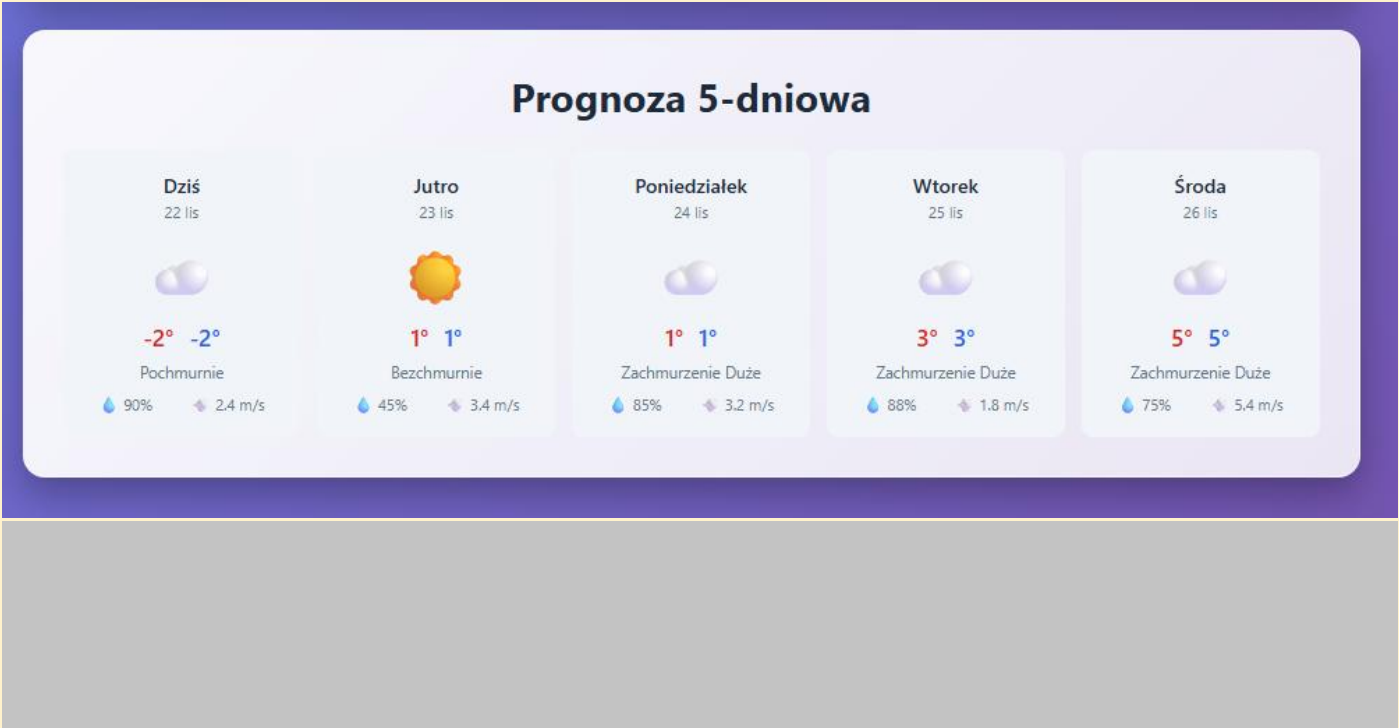 Prognoza 5-dniowa
Dziś
22 lis
-2° -2°
Pochmurnie
90% 2.4 m/s
Jutro
23 lis
1° 1°
Bezchmurnie
45% 3.4 m/s
Poniedziałek
24 lis
1° 1°
Zachmurzenie Duże
85% 3.2 m/s
Wtorek
25 lis
3° 3°
Zachmurzenie Duże
88% 1.8 m/s
Środa
26 lis
5° 5°
Zachmurzenie Duże
75% 5.4 m/s